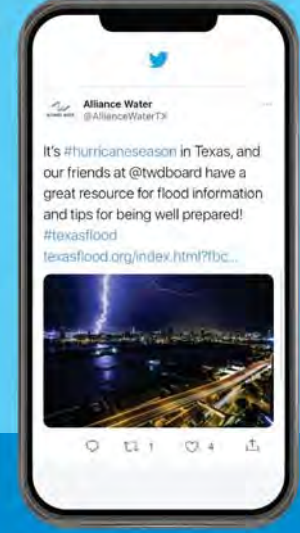 Alliance Water
@AllianceWaterTX
It's #hurricaneseason in Texas, and
our friends at @twdboard have a
great resource for flood information
and tips for being well prepared!
#texasflood
texasflood.org/index.html?fbc...
1
4